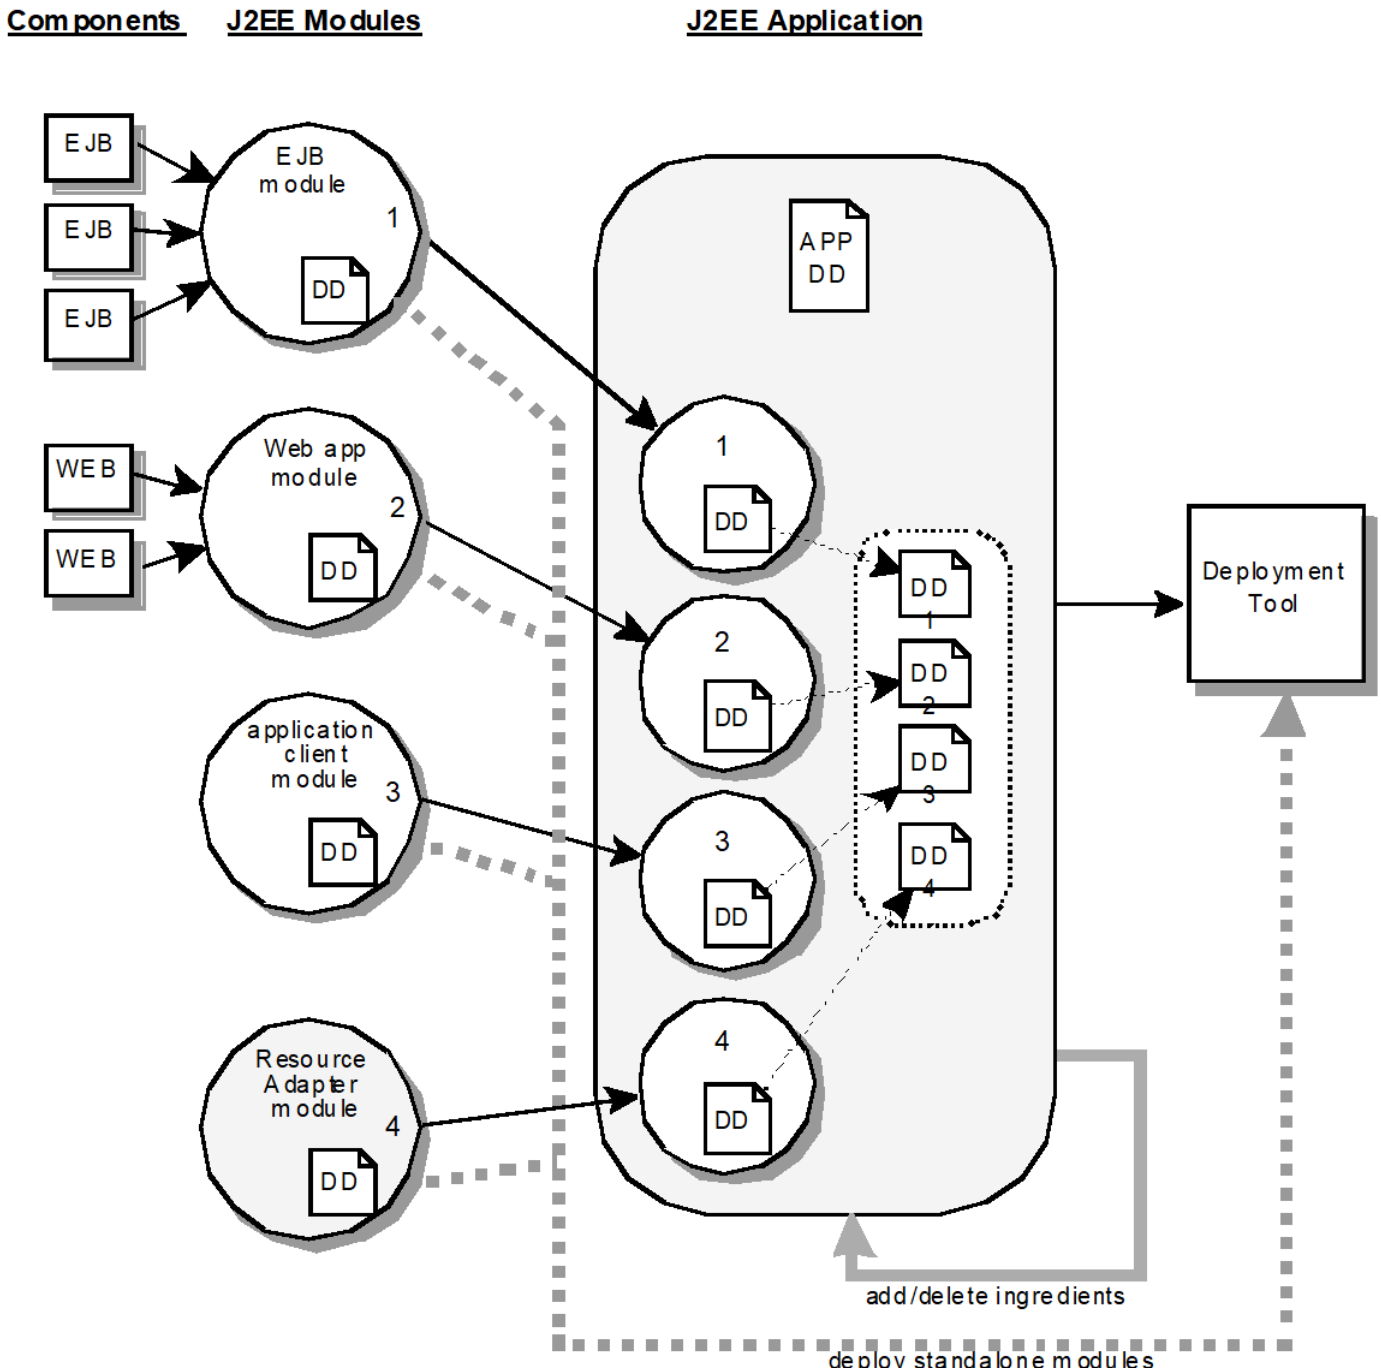 Components
J2EE Modules
J2EE Application
EJB
EJB
EJB
EJB
module
1
DD
WEB
WEB
Web app
module
2
DD
application
client
module
3
DD
Resource
Adapter
module
4
DD
APP
DD
1
DD
2
DD
3
DD
4
DD
DD
1
DD
2
DD
3
DD
4
Deployment
Tool
add/delete ingredients
deploy standalone modules